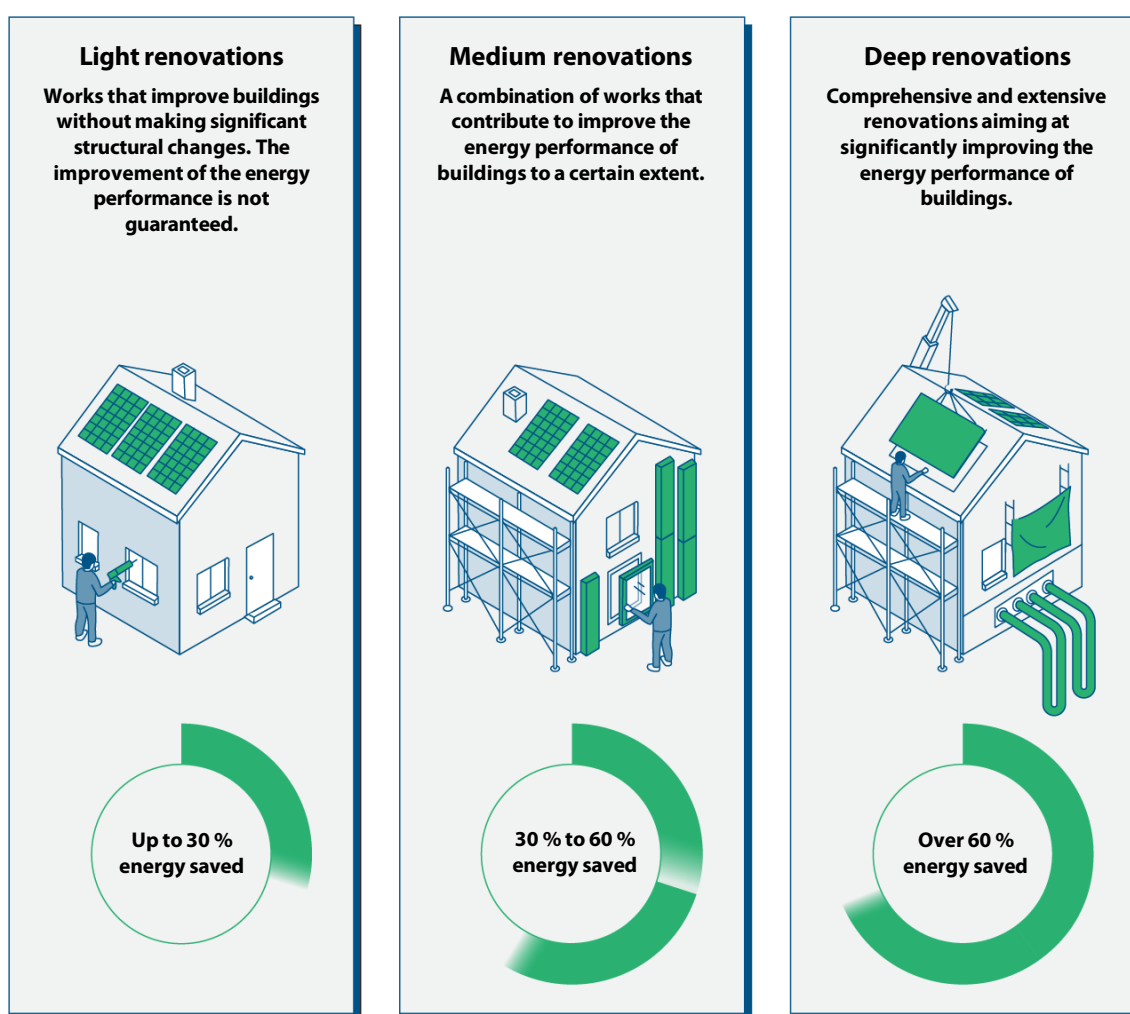 Light renovations
Works that improve buildings
without making significant
structural changes. The
improvement of the energy
performance is not
guaranteed.
Up to 30 %
energy saved
Medium renovations
A combination of works that
contribute to improve the
energy performance of
buildings to a certain extent.
30 % to 60 %
energy saved
Deep renovations
Comprehensive and extensive
renovations aiming at
significantly improving the
energy performance of
buildings.
Over 60 %
energy saved